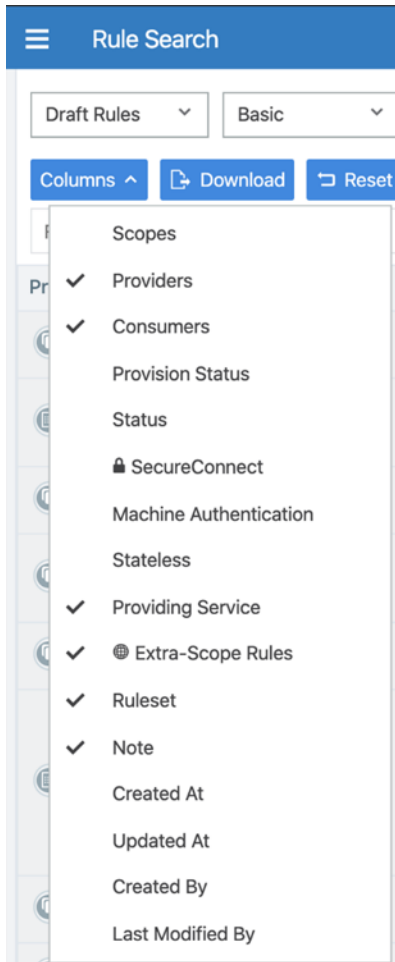 Rule Search
Draft Rules
Basic
Columns
Download
Reset
Pr
Scopes
Providers
Consumers
Provision Status
Status
SecureConnect
Machine Authentication
Stateless
Providing Service
Extra-Scope Rules
Ruleset
Note
Created At
Updated At
Created By
Last Modified By